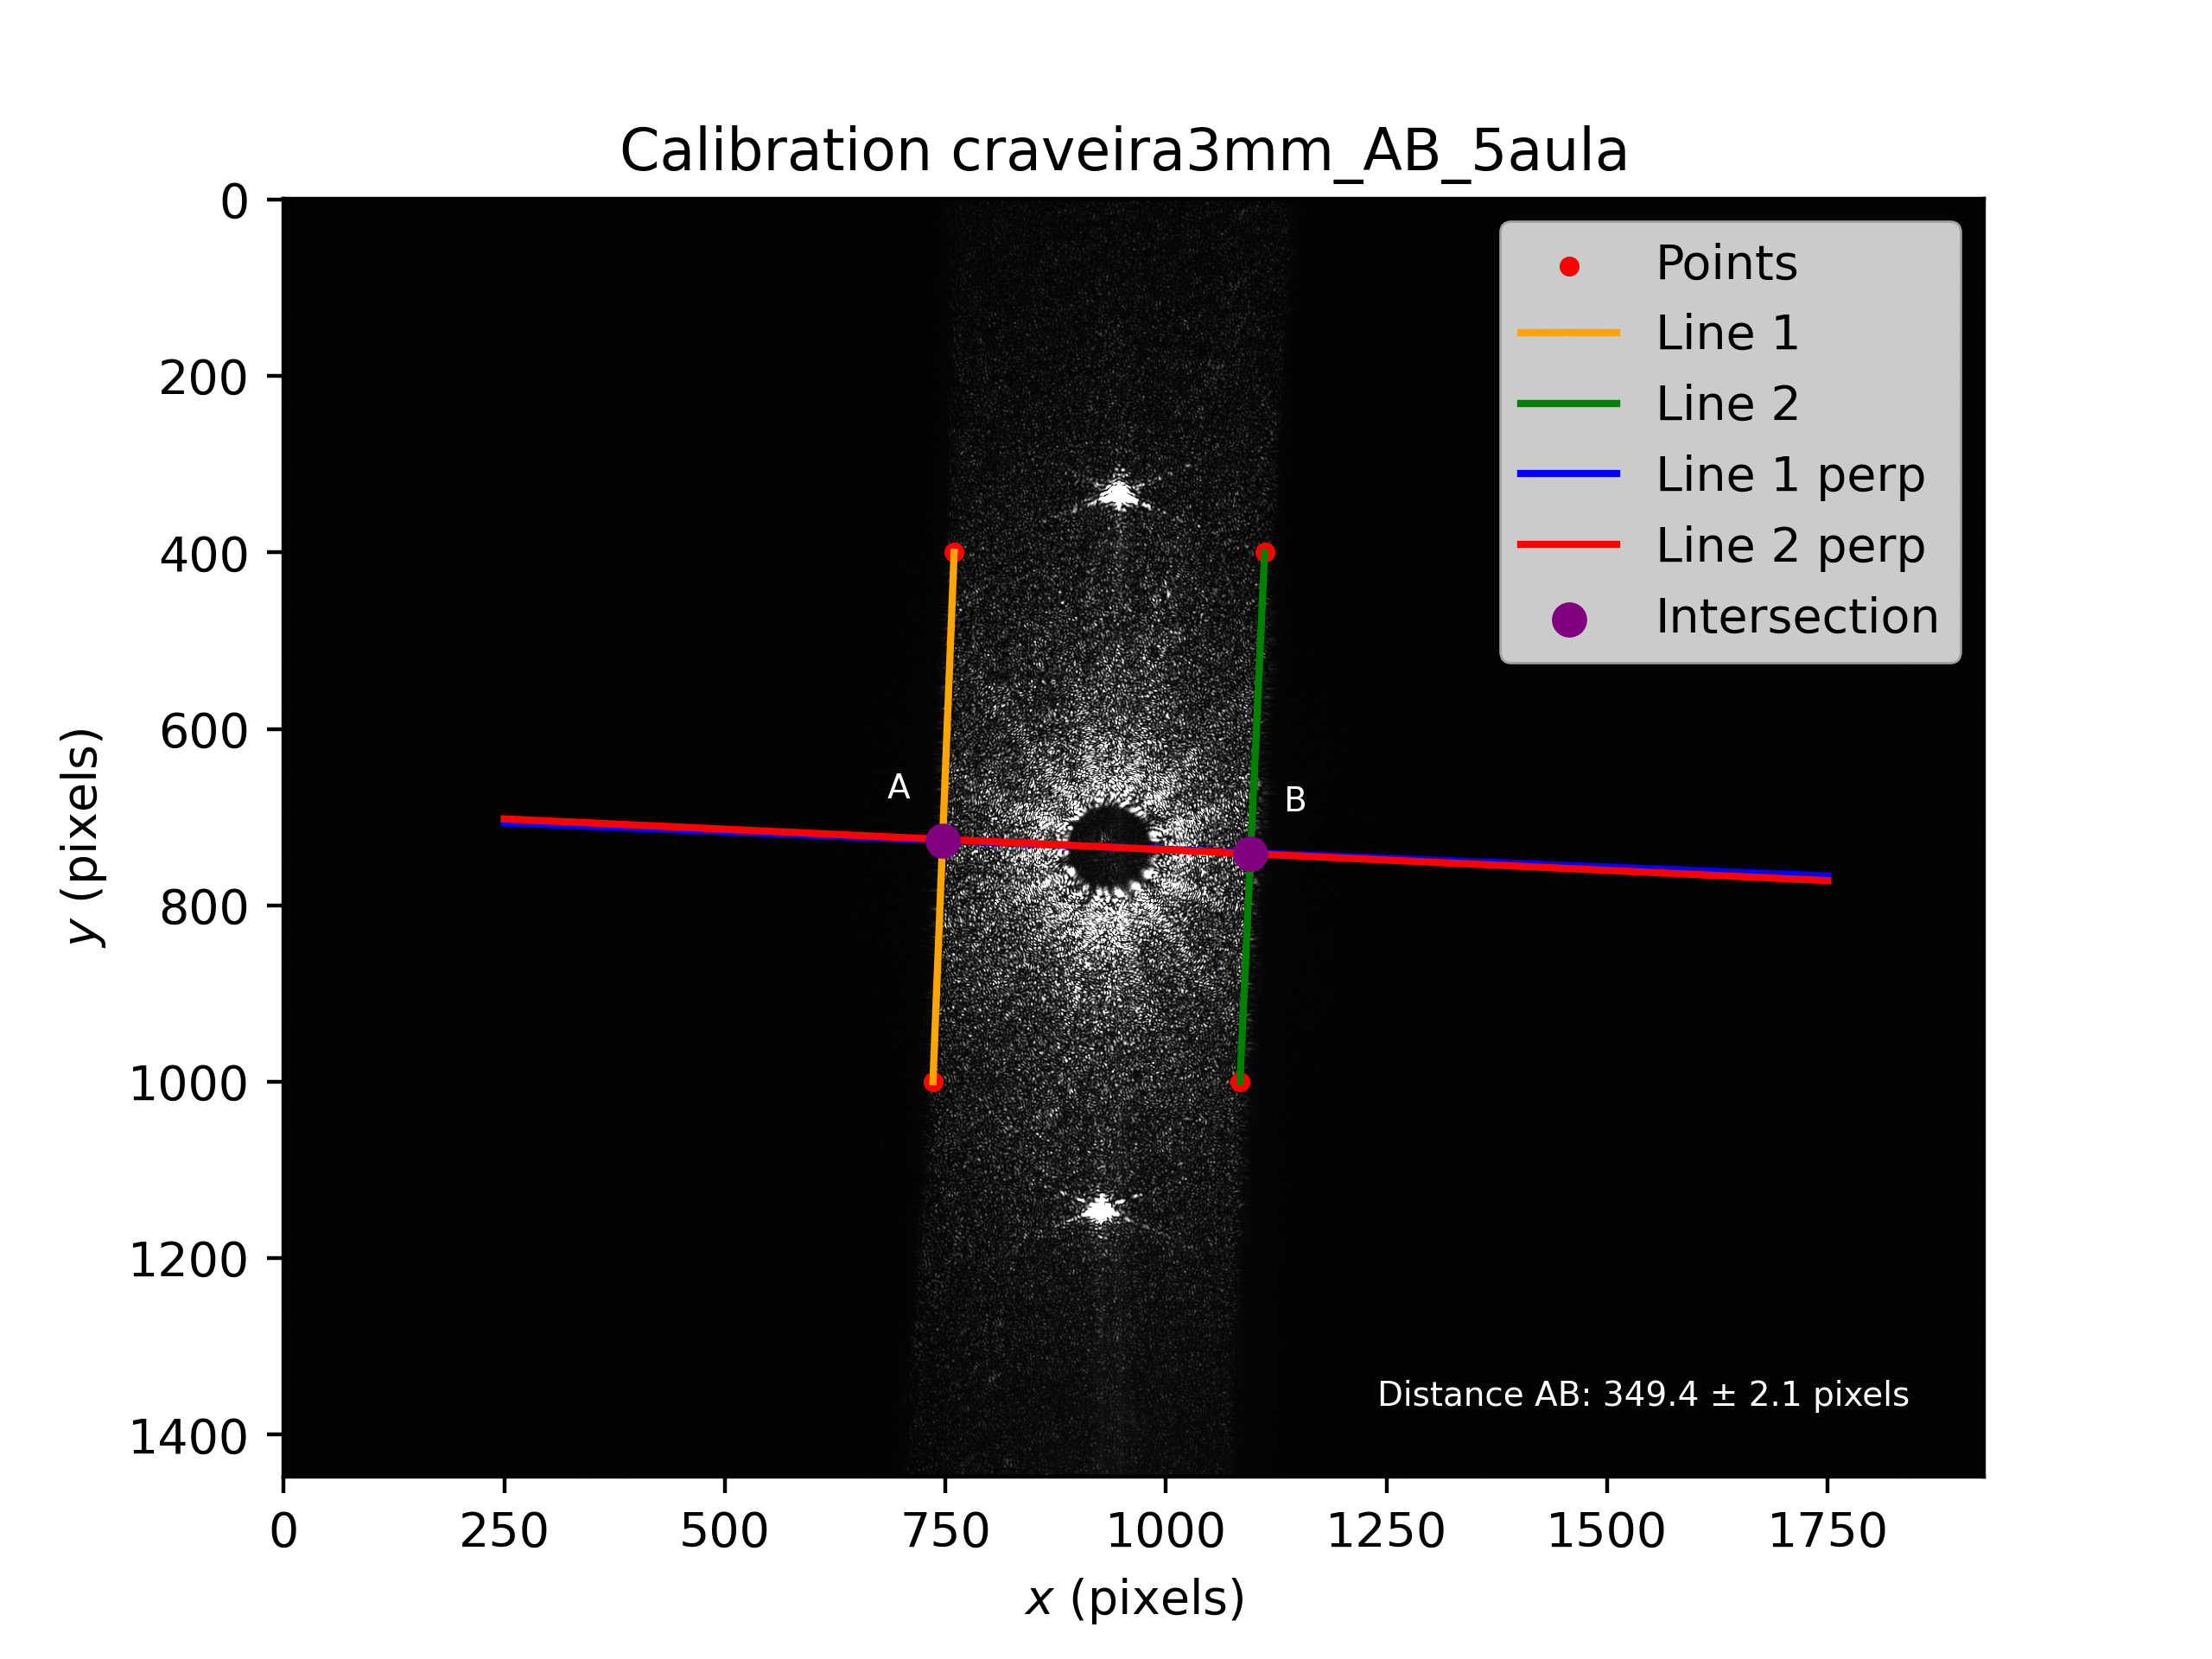 Calibration craveira3mm_AB_5aula
0
200
400
600
800
1000
1200
1400
y (pixels)
Points
Line 1
Line 2
Line 1 perp
Line 2 perp
Intersection
A
B
Distance AB: 349.4 ± 2.1 pixels
0
250
500
750
1000
1250
1500
1750
x (pixels)